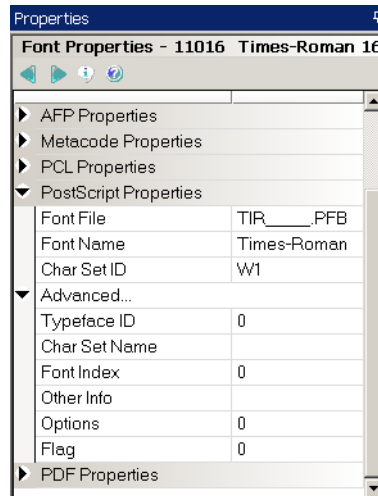 Properties
Font Properties - 11016 Times-Roman 16
AFP Properties
Metacode Properties
PCL Properties
PostScript Properties
Font File TIR_____.PFB
Font Name Times-Roman
Char Set ID W1
Advanced...
Typeface ID 0
Char Set Name
Font Index 0
Other Info
Options 0
Flag 0
PDF Properties